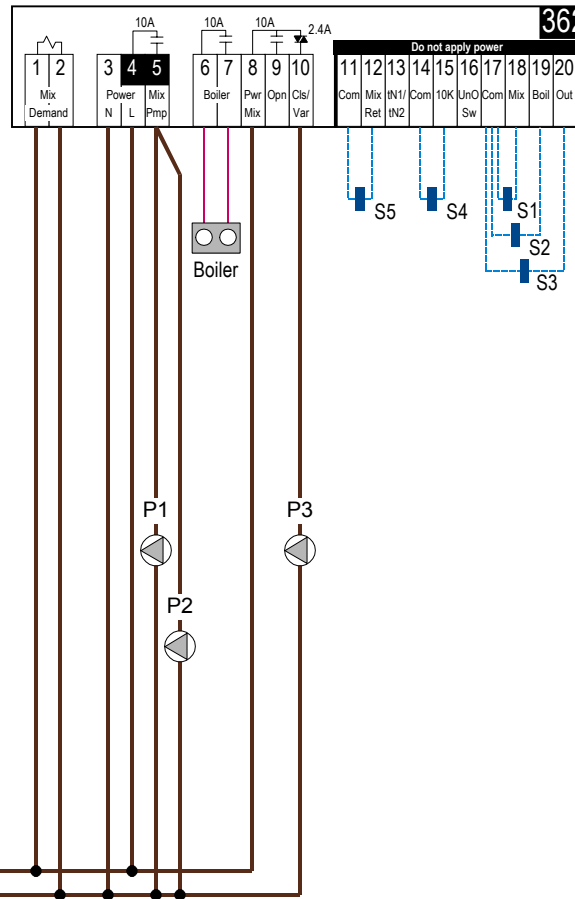 362
10A
10A
10A
2.4A
Do not apply power
1 2 3 4 5 6 7 8 9 10 11 12 13 14 15 16 17 18 19 20
Mix Power Mix Boiler Pwr Opn Cls/ Com Mix tN1/ Com 10K UnO Com Mix Boil Out
Demand N L Pmp Mix Var Ret tN2 Sw
S5
S4
S1
S2
S3
Boiler
P1
P3
P2